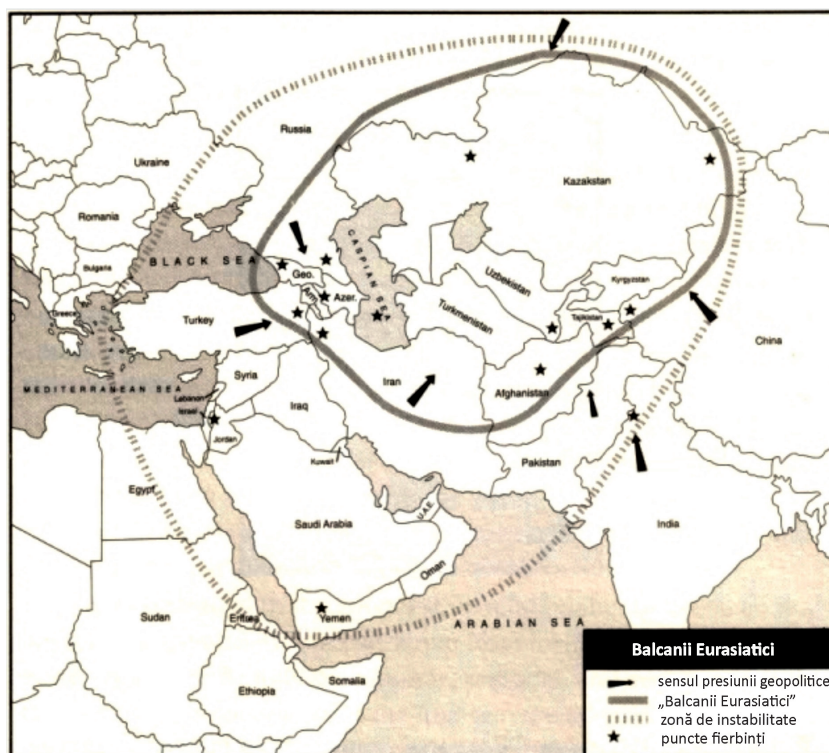 Russia
Ukraine
Kazakstan
Romania
CASPIAN SEA
BLACK SEA
Bulgaria
Geo.
Uzbekistan
Kyrgyzstan
Arm.
Azer.
Turkmenistan
Tajikistan
Greece
Turkey
China
MEDITERRANEAN SEA
Syria
Iran
Afghanistan
Lebanon
Israel
Iraq
Jordan
Pakistan
Kuwait
Egypt
U.A.E.
Saudi Arabia
India
Oman
Sudan
Eritrea
Yemen
ARABIAN SEA
Ethiopia
Somalia
Balcanii Eurasiatici
sensul presiunii geopolitice
„Balcanii Eurasiatici”
zonă de instabilitate
puncte fierbinți